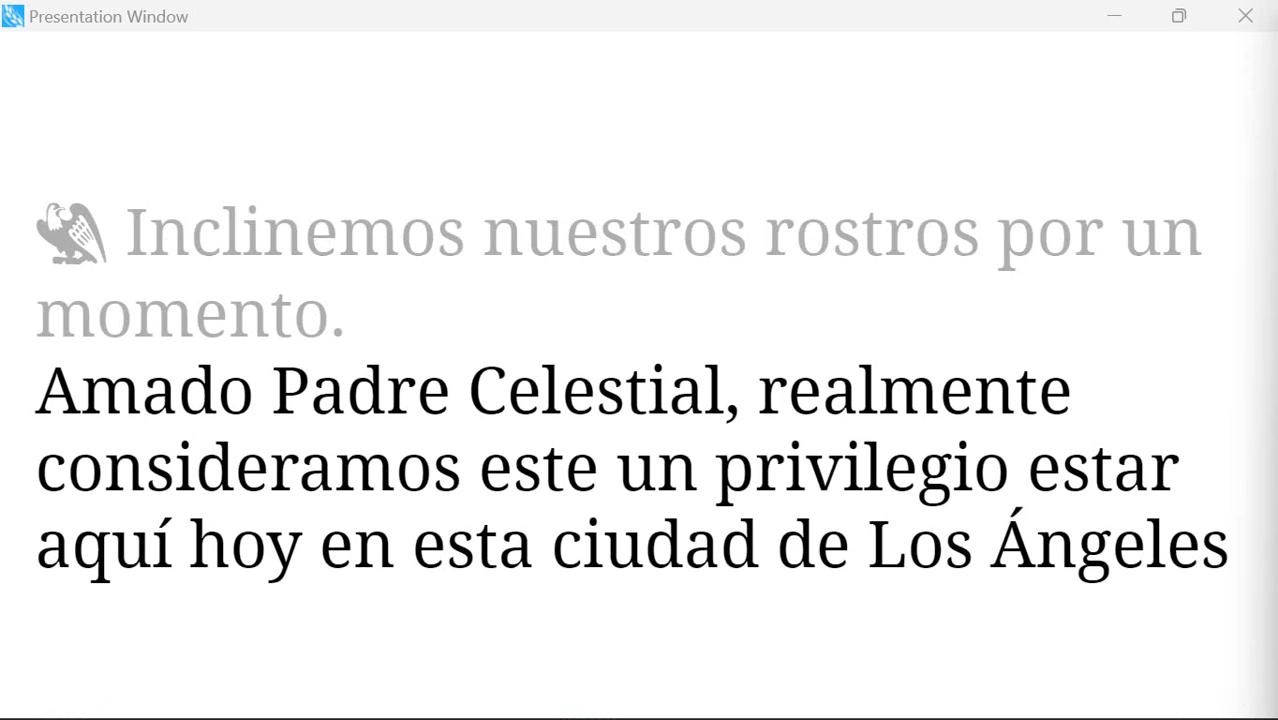 Presentation Window
Inclinemos nuestros rostros por un
momento.
Amado Padre Celestial, realmente
consideramos este un privilegio estar
aquí hoy en esta ciudad de Los Ángeles